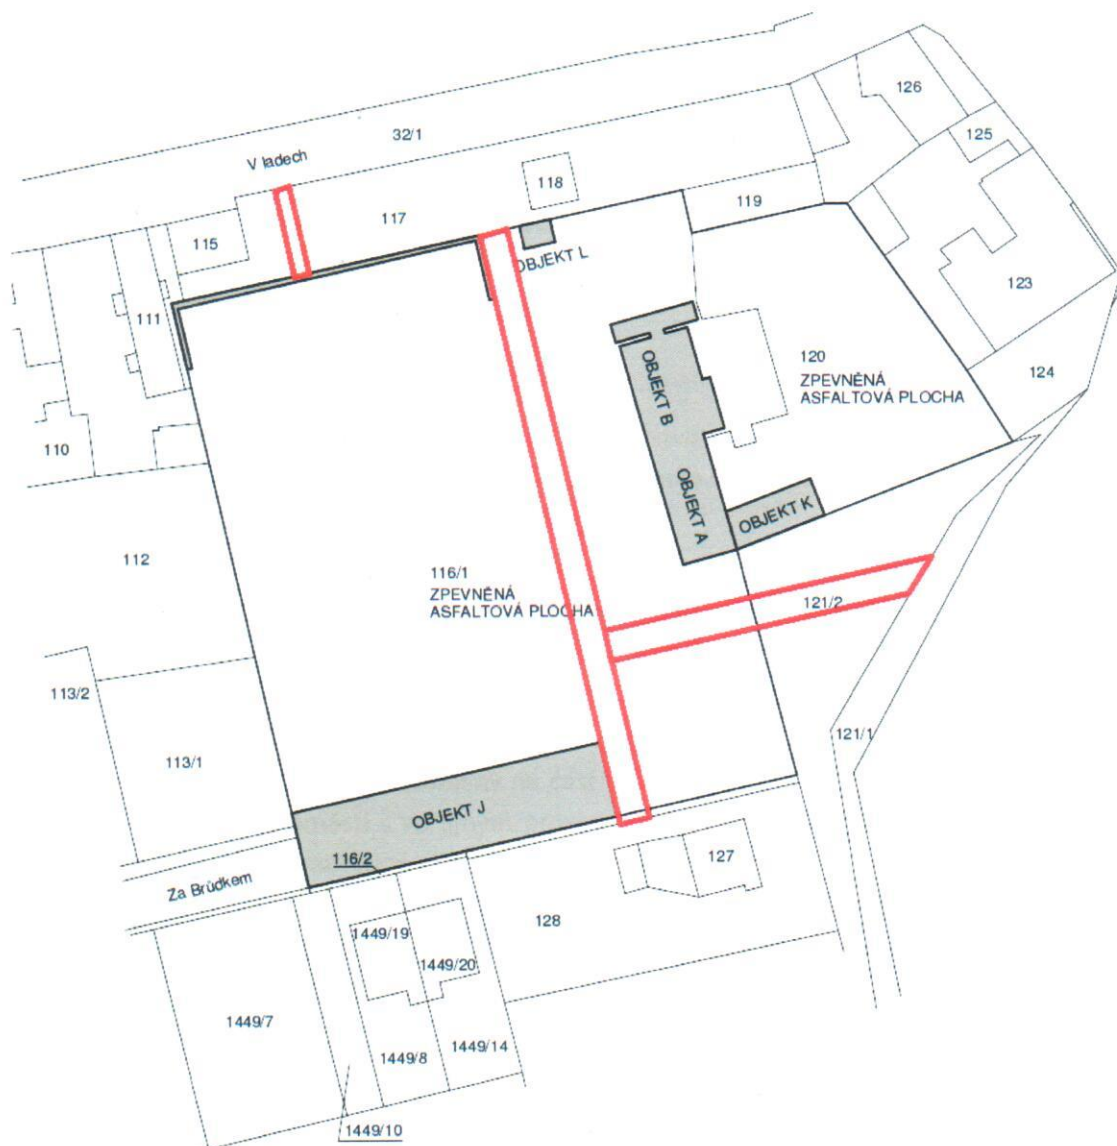 126
32/1
125
V ladech
118
117
119
115
OBJEKT L
123
111
120
ZPEVNĚNÁ
ASFALTOVÁ PLOCHA
124
OBJEKT B
110
OBJEKT A
OBJEKT K
112
116/1
ZPEVNĚNÁ
ASFALTOVÁ PLOCHA
121/2
113/2
121/1
113/1
OBJEKT J
116/2
127
Za Brůdkem
128
1449/19
1449/20
1449/7
1449/14
1449/8
1449/10